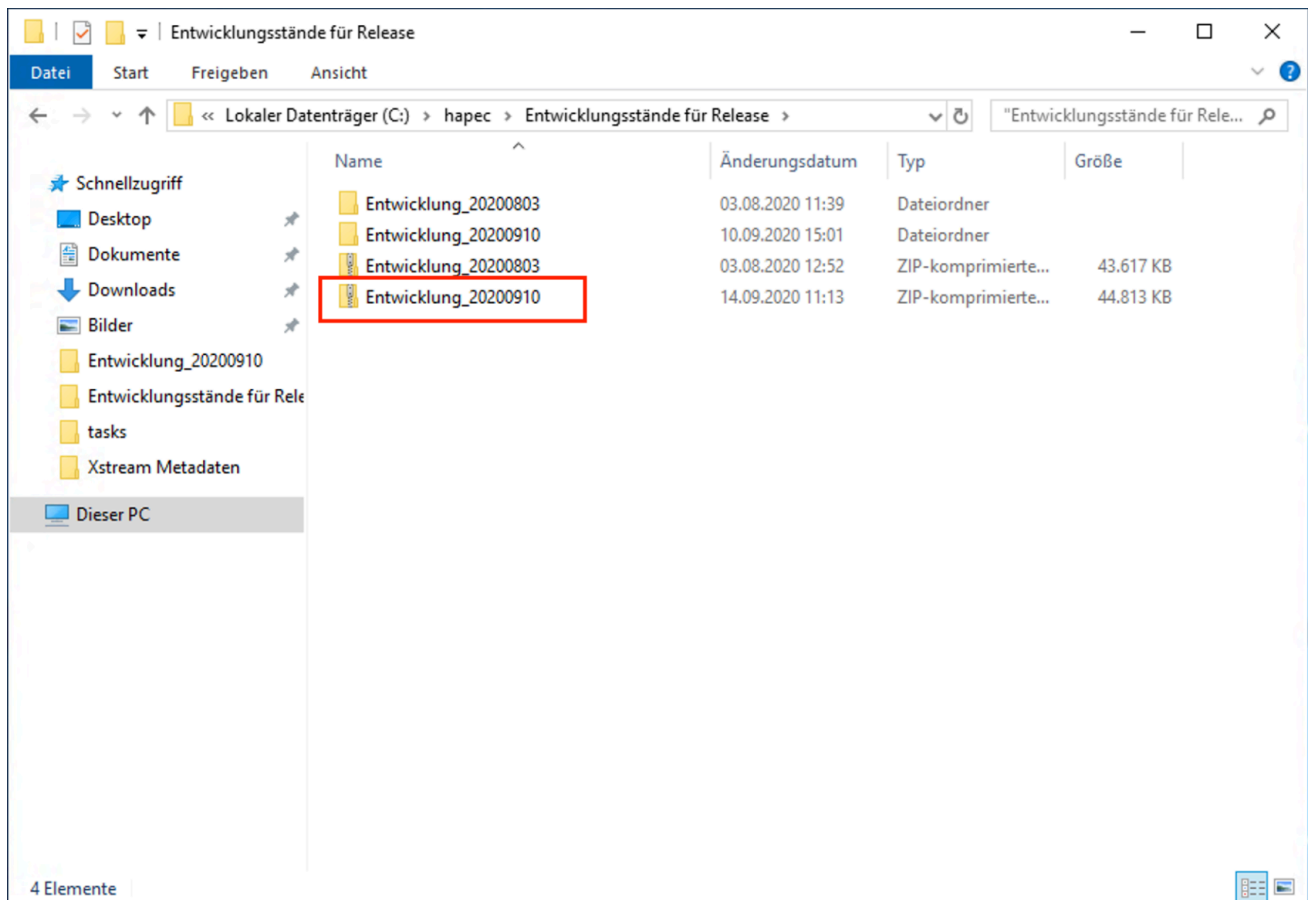 Entwicklungsstände für Release
Datei Start Freigeben Ansicht
« Lokaler Datenträger (C:) › hapec › Entwicklungsstände für Release ›
"Entwicklungsstände für Rele...
Name Änderungsdatum Typ Größe
Schnellzugriff
Desktop
Dokumente
Downloads
Bilder
Entwicklung_20200910
Entwicklungsstände für Rele
tasks
Xstream Metadaten
Dieser PC
Entwicklung_20200803 03.08.2020 11:39 Dateiordner
Entwicklung_20200910 10.09.2020 15:01 Dateiordner
Entwicklung_20200803 03.08.2020 12:52 ZIP-komprimierte... 43.617 KB
Entwicklung_20200910 14.09.2020 11:13 ZIP-komprimierte... 44.813 KB
4 Elemente